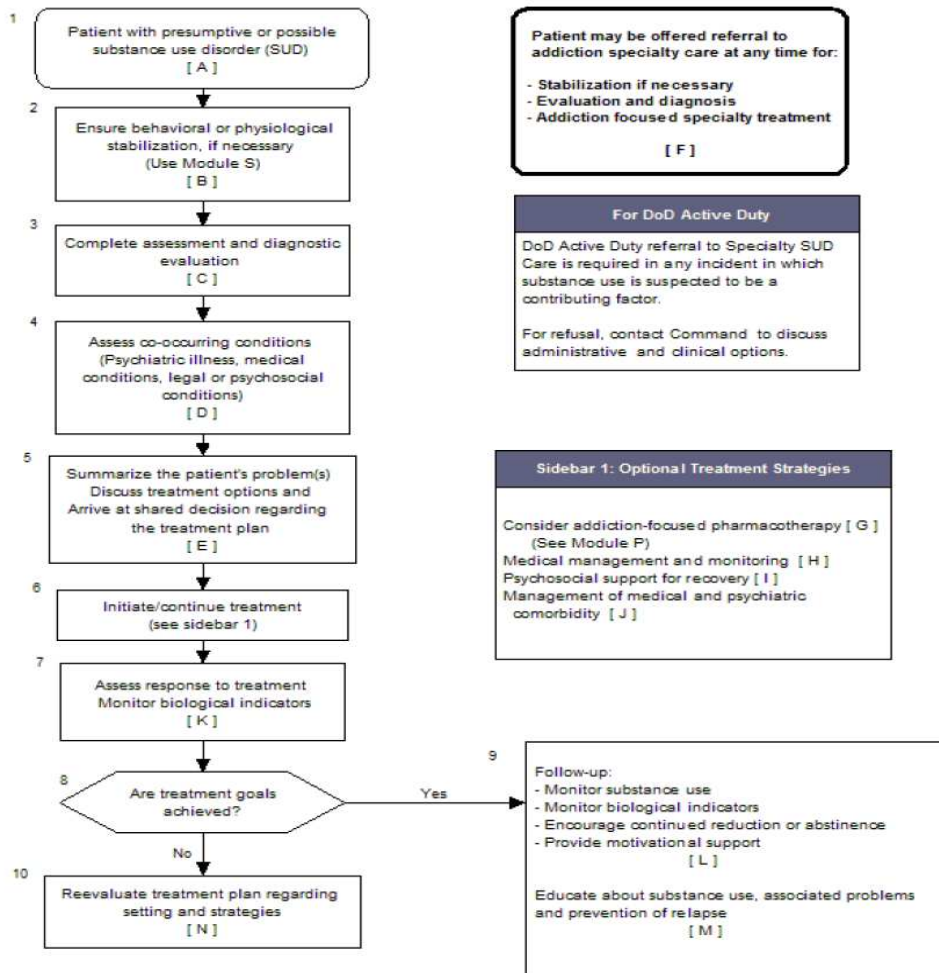 1
Patient with presumptive or possible
substance use disorder (SUD)
[ A ]
2
Ensure behavioral or physiological
stabilization, if necessary
(Use Module S)
[ B ]
3
Complete assessment and diagnostic
evaluation
[ C ]
4
Assess co-occurring conditions
(Psychiatric illness, medical
conditions, legal or psychosocial
conditions)
[ D ]
5
Summarize the patient's problem(s)
Discuss treatment options and
Arrive at shared decision regarding
the treatment plan
[ E ]
6
Initiate/continue treatment
(see sidebar 1)
7
Assess response to treatment
Monitor biological indicators
[ K ]
8
Are treatment goals
achieved?
Yes
No
10
Reevaluate treatment plan regarding
setting and strategies
[ N ]
Patient may be offered referral to
addiction specialty care at any time for:
- Stabilization if necessary
- Evaluation and diagnosis
- Addiction focused specialty treatment
[ F ]
For DoD Active Duty
DoD Active Duty referral to Specialty SUD
Care is required in any incident in which
substance use is suspected to be a
contributing factor.
For refusal, contact Command to discuss
administrative and clinical options.
Sidebar 1: Optional Treatment Strategies
Consider addiction-focused pharmacotherapy [ G ]
(See Module P)
Medical management and monitoring [ H ]
Psychosocial support for recovery [ I ]
Management of medical and psychiatric
comorbidity [ J ]
9
Follow-up:
- Monitor substance use
- Monitor biological indicators
- Encourage continued reduction or abstinence
- Provide motivational support
[ L ]
Educate about substance use, associated problems
and prevention of relapse
[ M ]